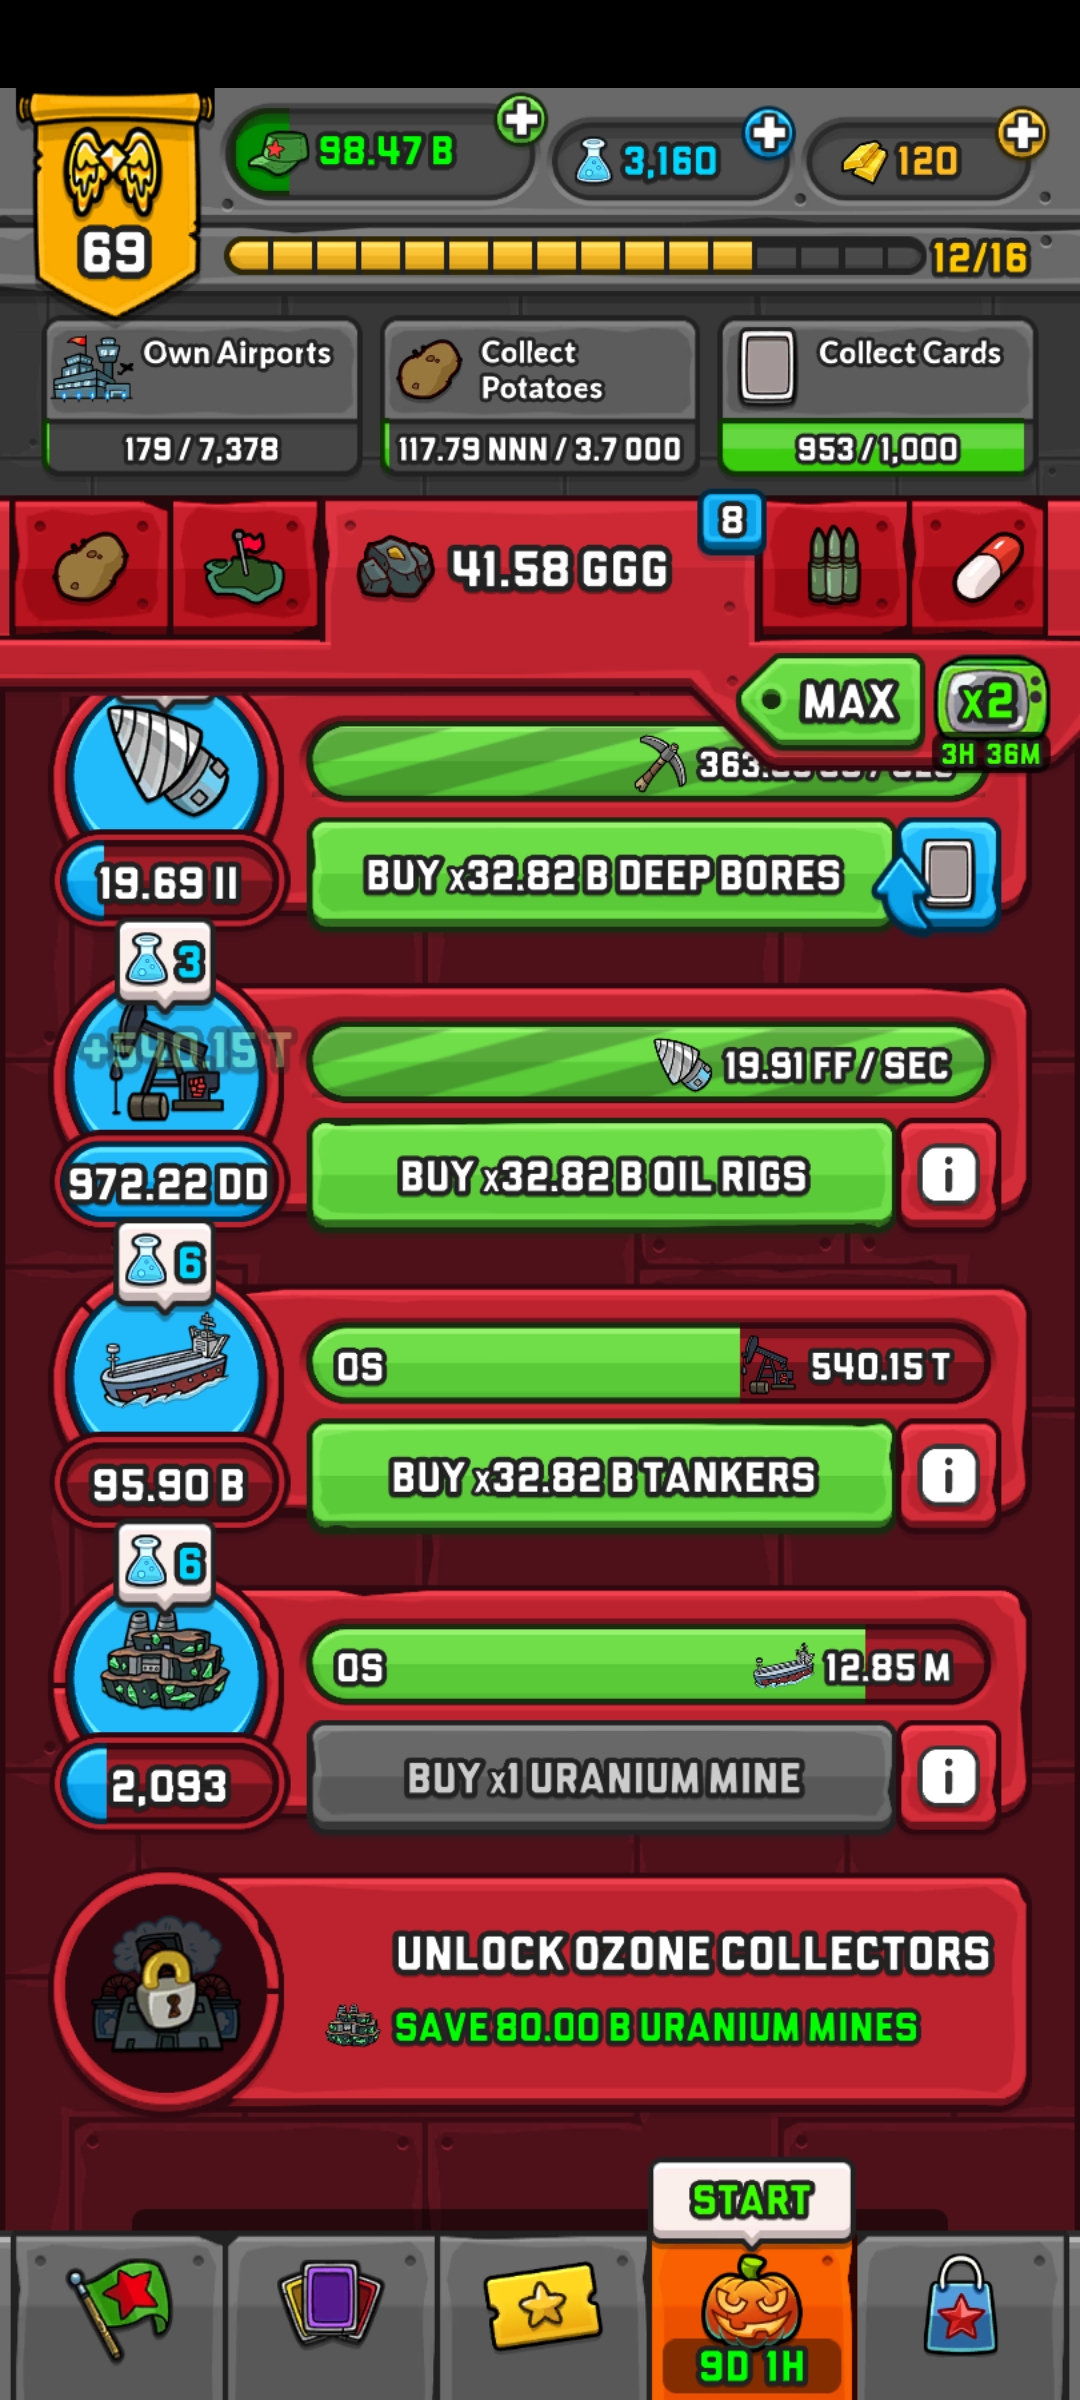 98.47 B
3,160
120
69
12/16
Own Airports
179 / 7,378
Collect
Potatoes
117.79 NNN / 3.7 OOO
Collect Cards
953 / 1,000
41.58 GGG
8
MAX
x2
3H 36M
19.69 II
BUY x32.82 B DEEP BORES
3
+540.15 T
19.91 FF / SEC
972.22 DD
BUY x32.82 B OIL RIGS
6
0S
540.15 T
95.90 B
BUY x32.82 B TANKERS
6
0S
12.85 M
2,093
BUY x1 URANIUM MINE
UNLOCK OZONE COLLECTORS
SAVE 80.00 B URANIUM MINES
START
9D 1H